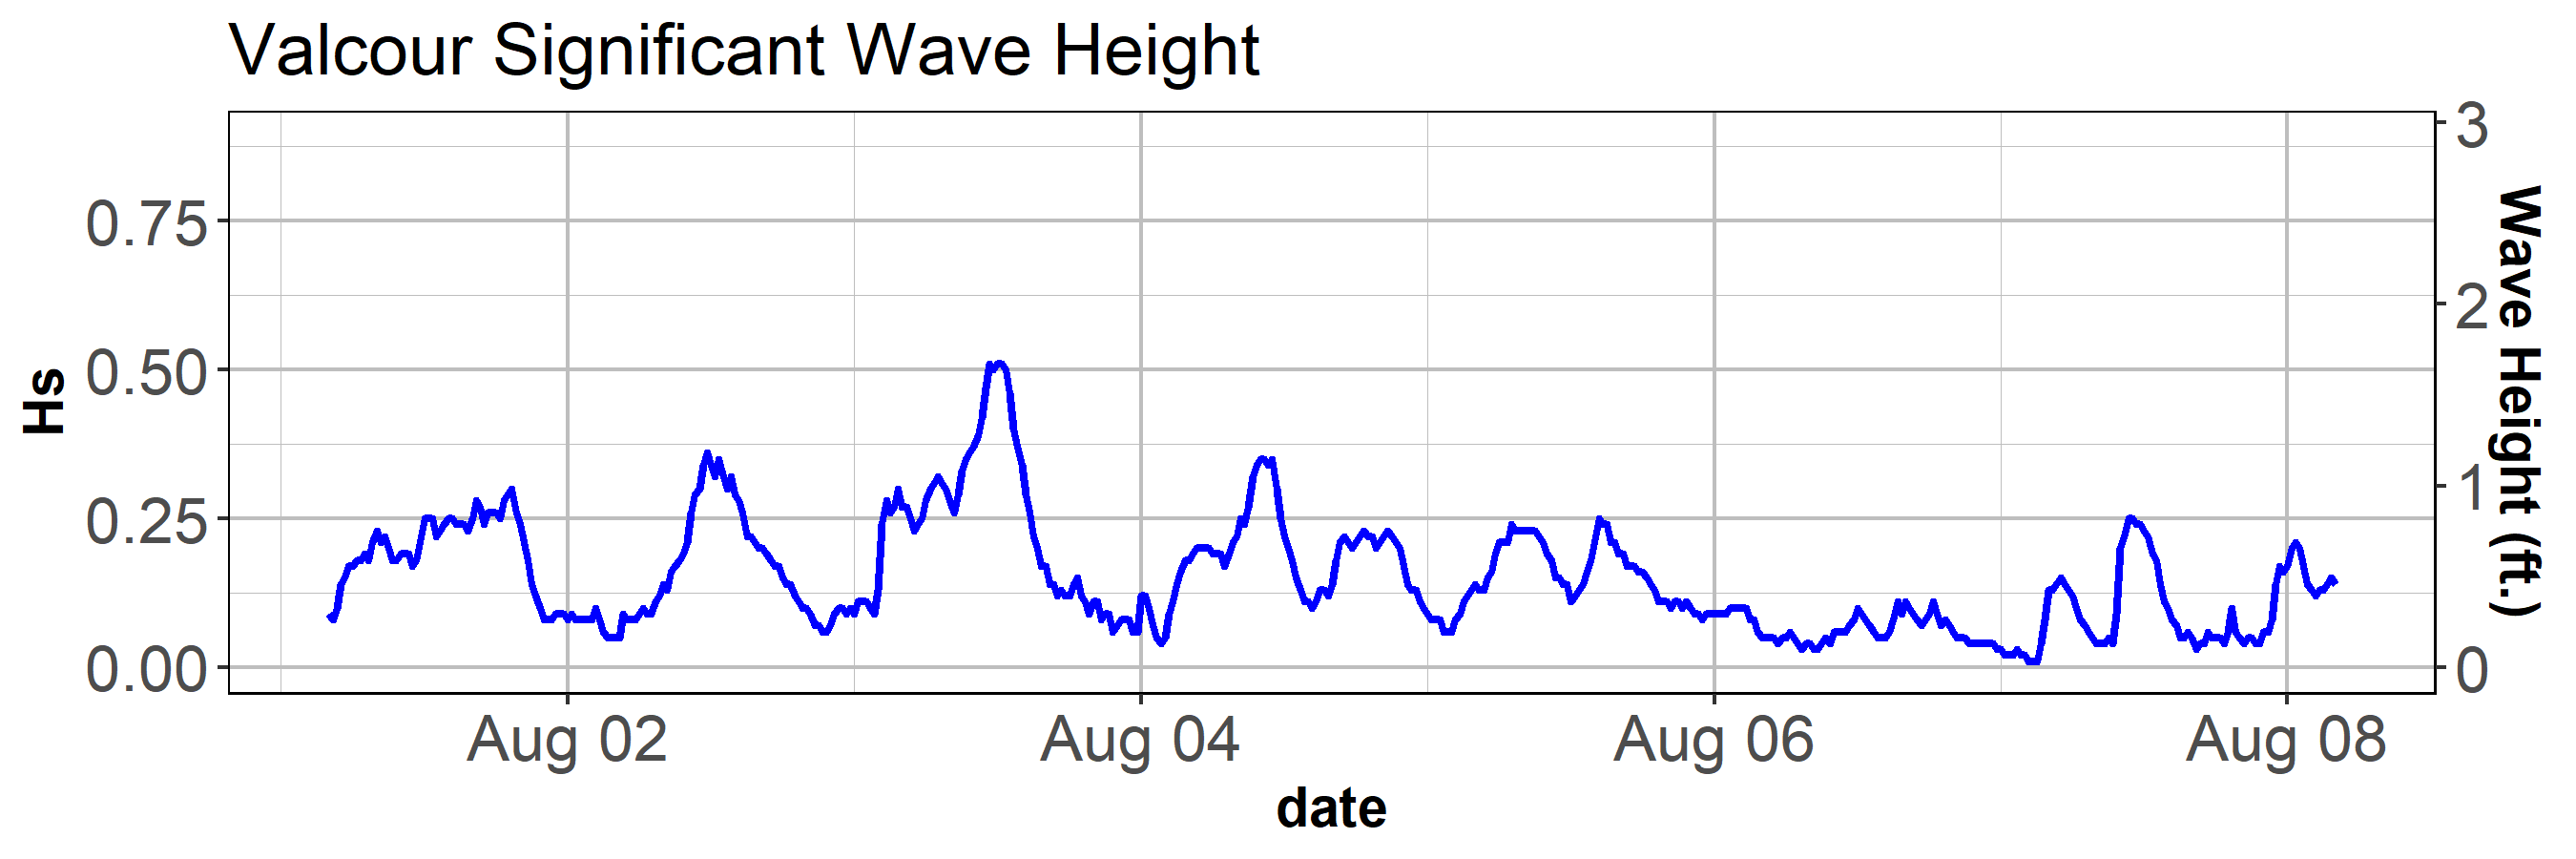 Valcour Significant Wave Height
Hs
0.75
0.50
0.25
0.00
3
2
1
0
Wave Height (ft.)
Aug 02
Aug 04
Aug 06
Aug 08
date